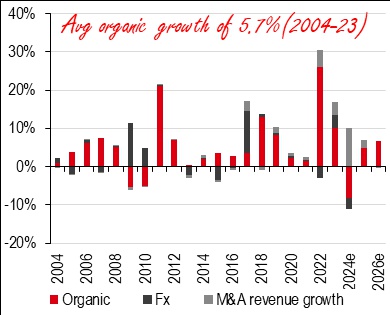 40%
Avg organic growth of 5.7% (2004-23)
30%
20%
10%
0%
-10%
-20%
2004
2006
2008
2010
2012
2014
2016
2018
2020
2022
2024e
2026e
Organic
Fx
M&A revenue growth